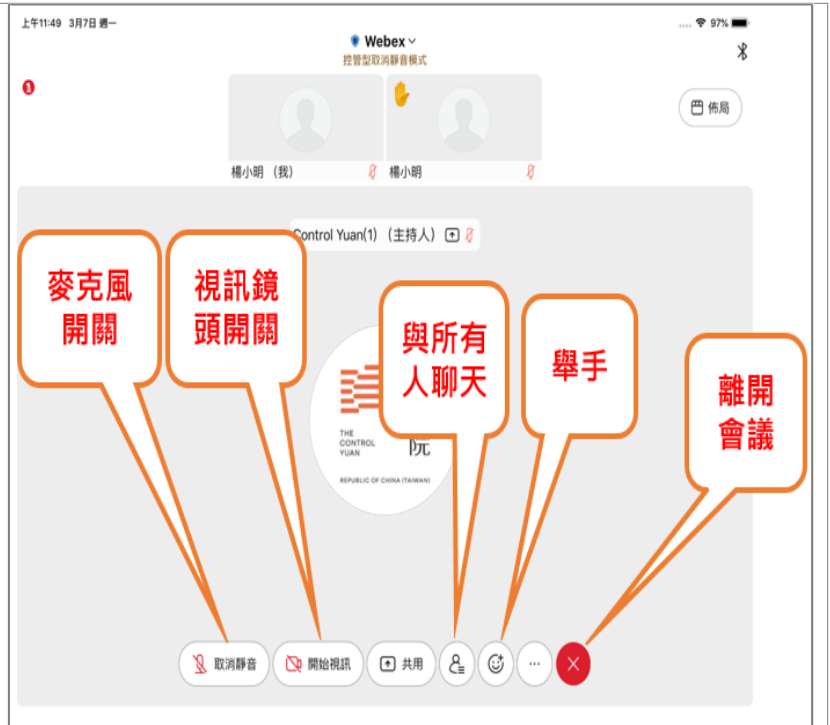 上午11:49 3月7日 週一
.... 97%
Webex
控管型取消靜音模式
1
佈局
楊小明 （我）
楊小明
Control Yuan(1) （主持人）
麥克風
開關
視訊鏡
頭開關
與所有
人聊天
舉手
離開
會議
THE
CONTROL
YUAN
院
REPUBLIC OF CHINA (TAIWAN)
取消靜音
開始視訊
共用
...